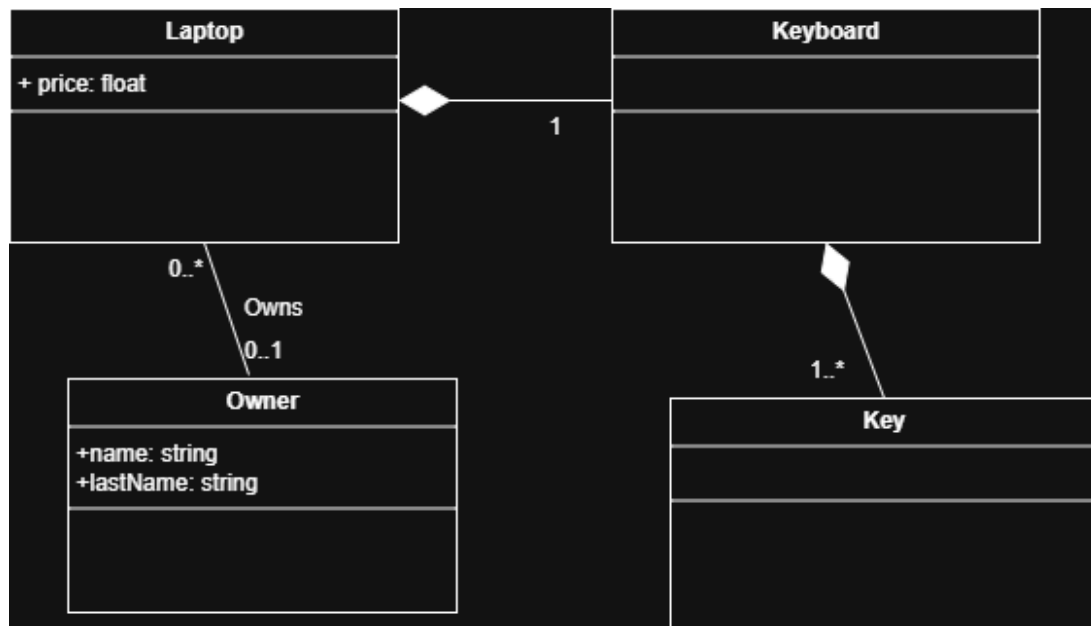 Laptop
+ price: float
Keyboard
1
0..*
Owns
0..1
1..*
Owner
+name: string
+lastName: string
Key